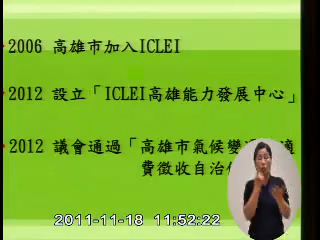 2006 高雄市加入ICLEI
2012 設立「ICLEI高雄能力發展中心」
2012 議會通過「高雄市氣候變
費徵收自治
2011-11-18 11:52:22